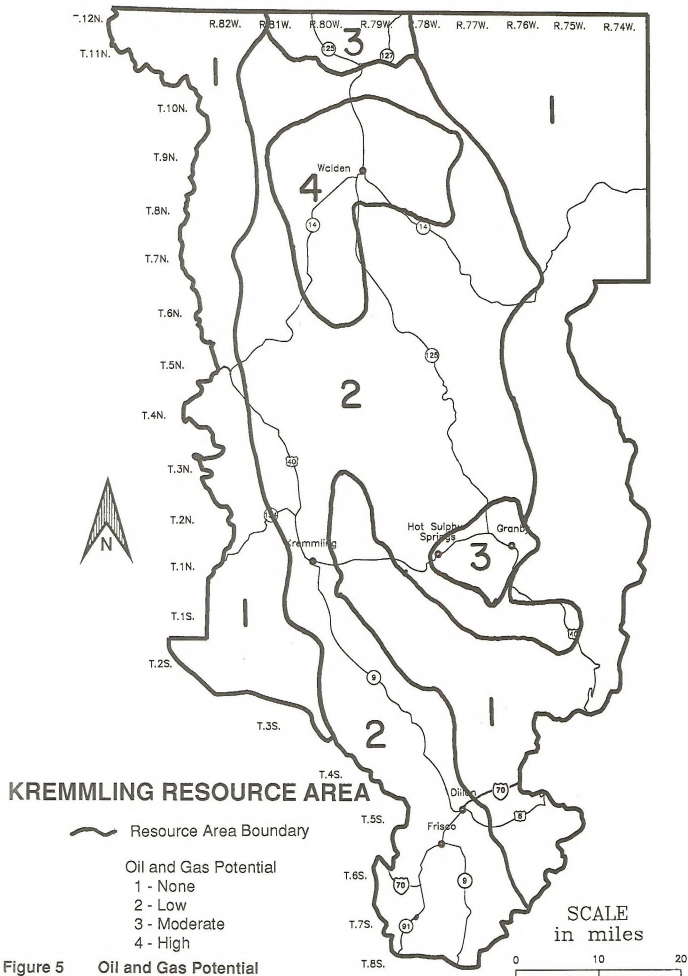 T.12N.
R.82W. R.81W. R.80W. R.79W. R.78W. R.77W. R.76W. R.75W. R.74W.
3
T.11N.
125
127
1
1
T.10N.
T.9N.
Walden
4
T.8N.
14
14
T.7N.
T.6N.
125
T.5N.
2
T.4N.
40
T.3N.
T.2N.
Hot Sulphur
Springs
Granby
Kremmling
3
N
T.1N.
1
T.1S.
40
T.2S.
9
1
T.3S.
2
T.4S.
KREMMLING RESOURCE AREA
70
Dillon
Resource Area Boundary
T.5S.
6
Frisco
Oil and Gas Potential
1 - None
2 - Low
3 - Moderate
4 - High
T.6S.
70
9
SCALE
in miles
T.7S.
91
Figure 5 Oil and Gas Potential
T.8S.
0 10 20